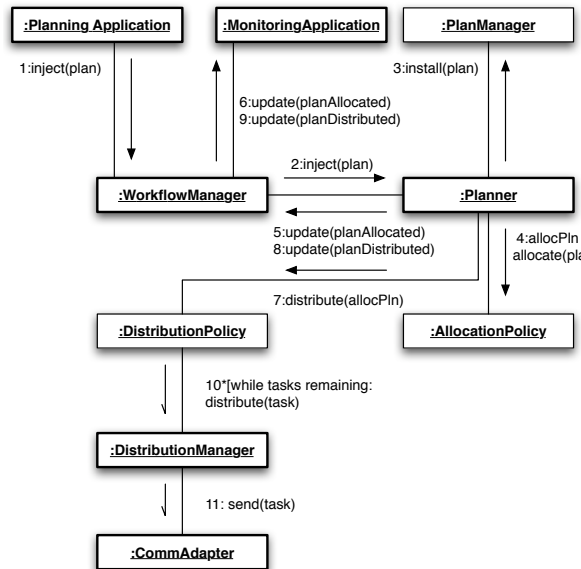 :Planning Application
:MonitoringApplication
:PlanManager
1:inject(plan)
3:install(plan)
6:update(planAllocated)
9:update(planDistributed)
2:inject(plan)
:WorkflowManager
:Planner
5:update(planAllocated)
8:update(planDistributed)
4:allocPln
7:distribute(allocPln)
:DistributionPolicy
:AllocationPolicy
10*[while tasks remaining:
distribute(task)
:DistributionManager
11: send(task)
:CommAdapter